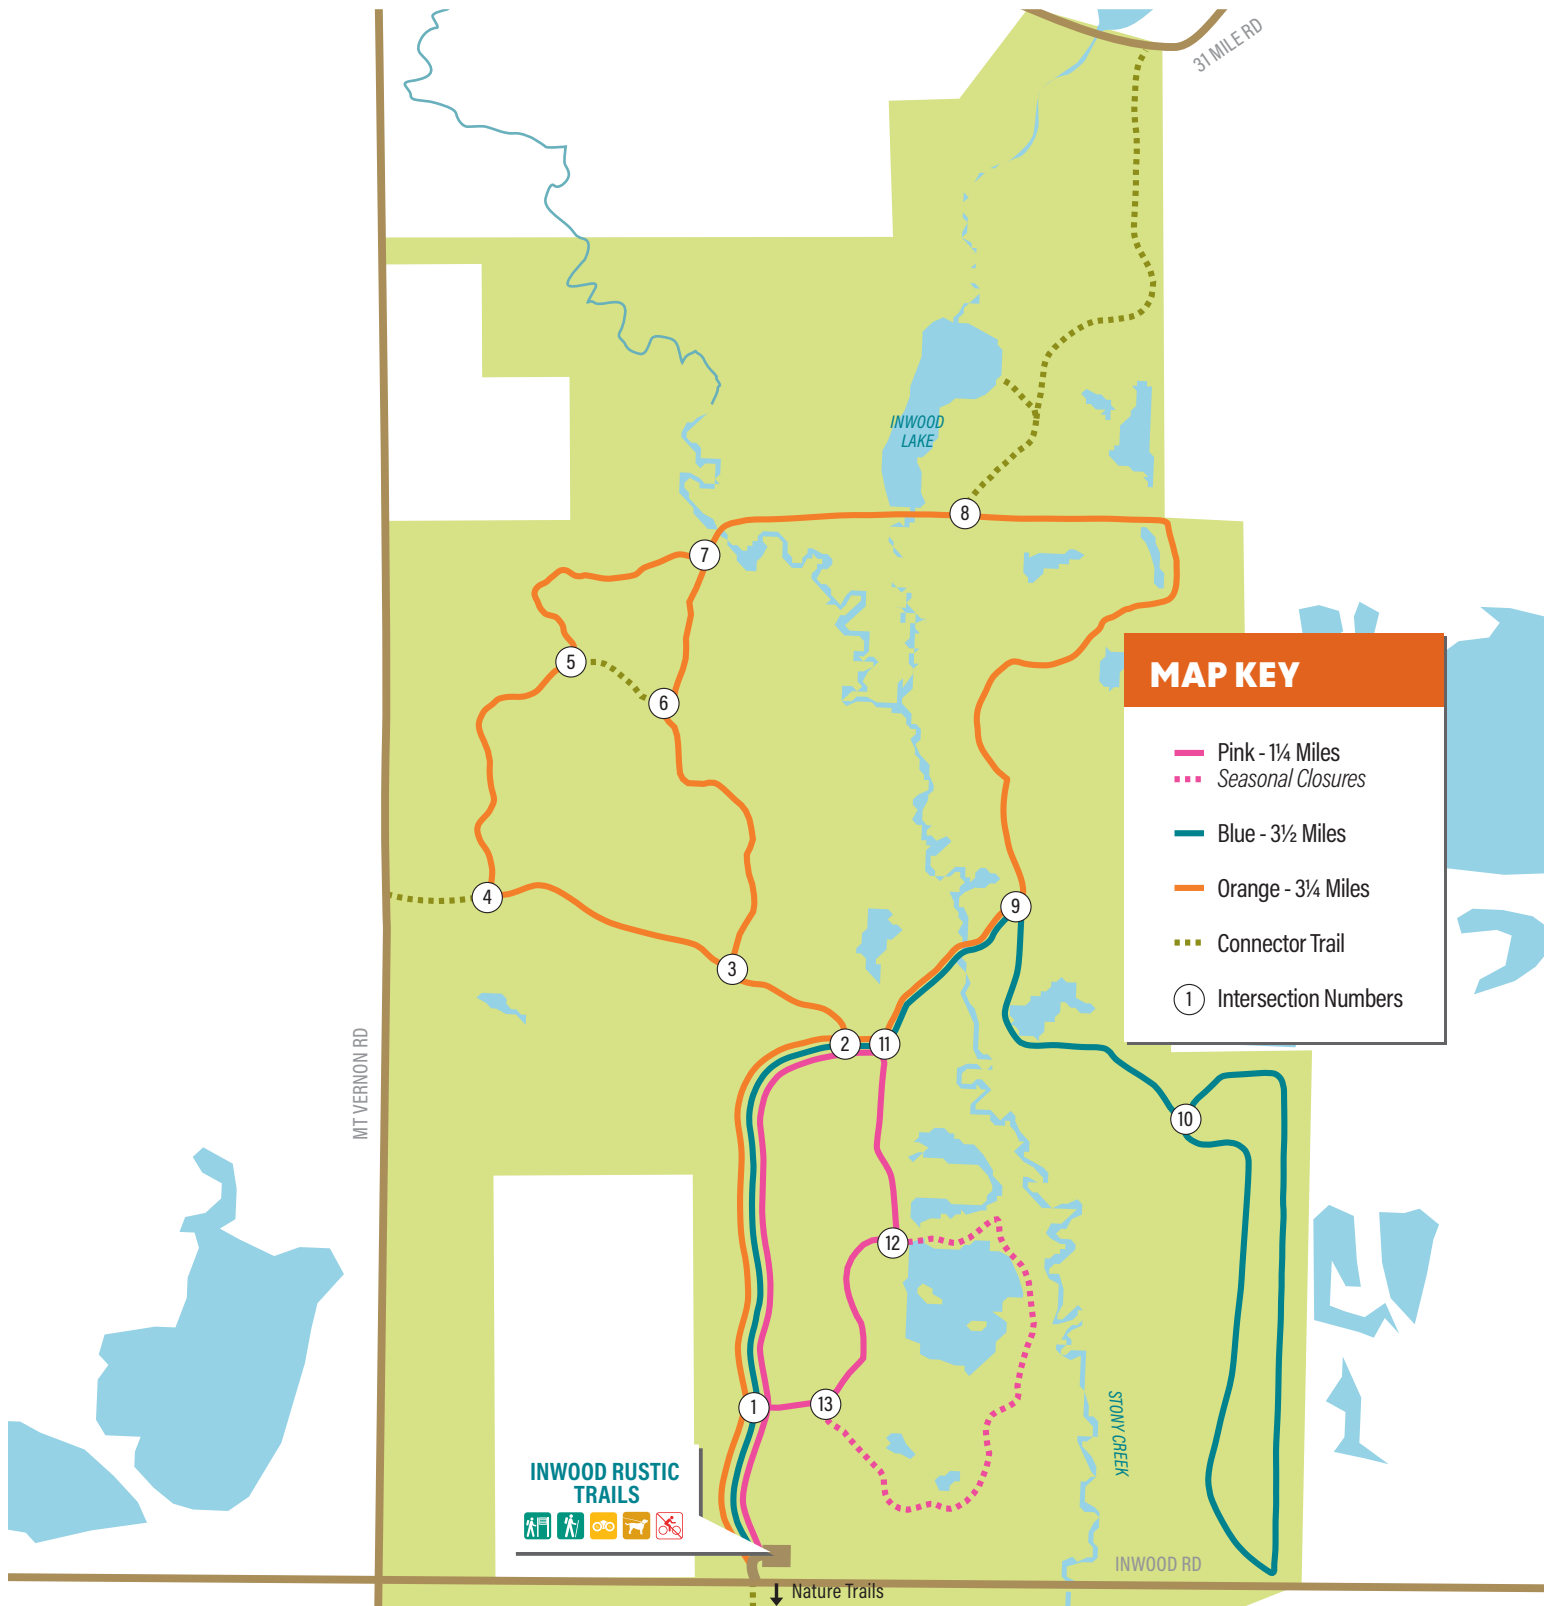 31 MILE RD
INWOOD
LAKE
8
7
5
6
MAP KEY
Pink - 1¼ Miles
Seasonal Closures
Blue - 3½ Miles
Orange - 3¼ Miles
Connector Trail
1 Intersection Numbers
4
9
3
MT VERNON RD
2
11
10
12
13
1
STONY CREEK
INWOOD RUSTIC
TRAILS
INWOOD RD
Nature Trails